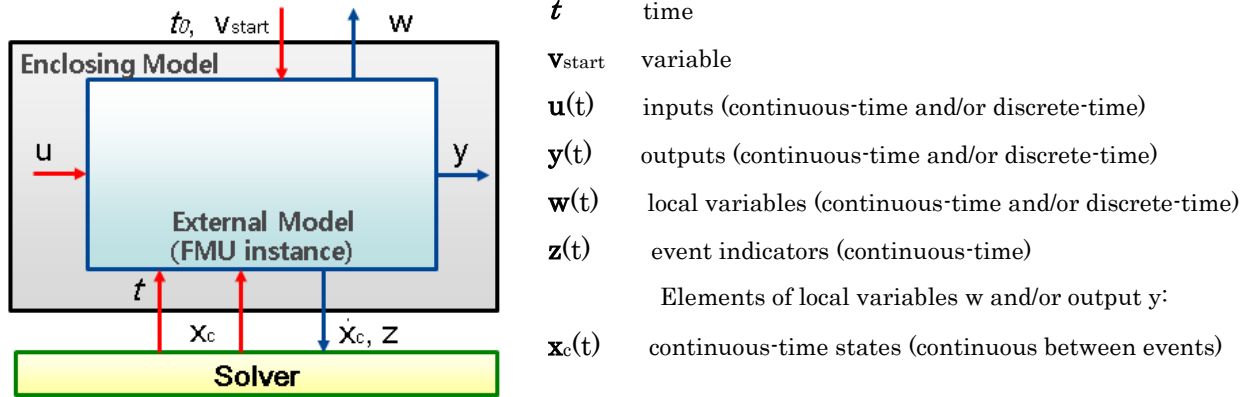 t₀, vstart
w
Enclosing Model
u
y
External Model
(FMU instance)
t
xc
ẋc, z
Solver
t time
vstart variable
u(t) inputs (continuous-time and/or discrete-time)
y(t) outputs (continuous-time and/or discrete-time)
w(t) local variables (continuous-time and/or discrete-time)
z(t) event indicators (continuous-time)
Elements of local variables w and/or output y:
xc(t) continuous-time states (continuous between events)